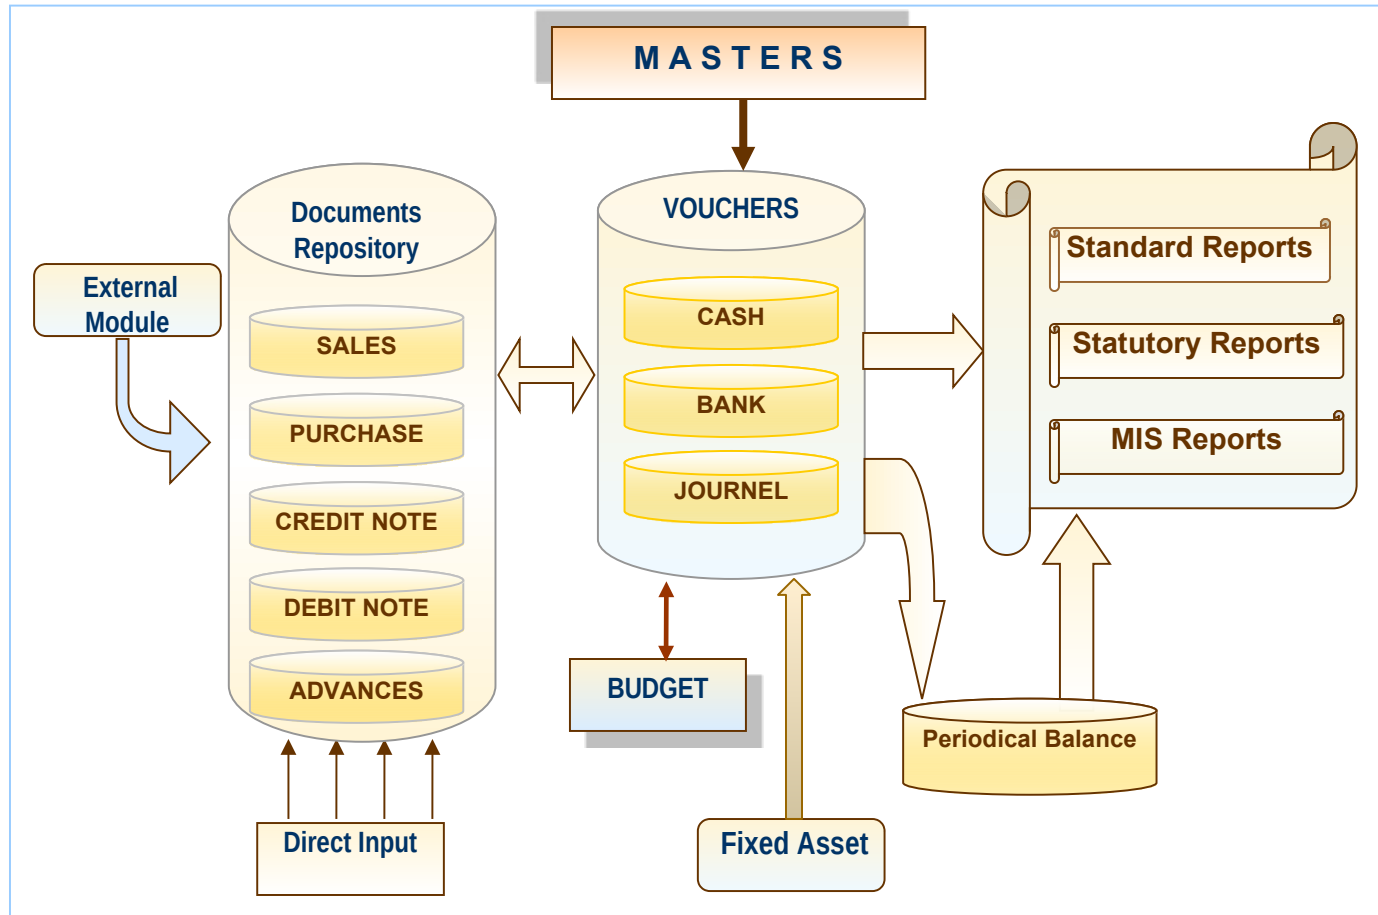 M A S T E R S
Documents
Repository
VOUCHERS
External
Module
SALES
PURCHASE
CREDIT NOTE
DEBIT NOTE
ADVANCES
CASH
BANK
JOURNEL
Standard Reports
Statutory Reports
MIS Reports
BUDGET
Periodical Balance
Direct Input
Fixed Asset